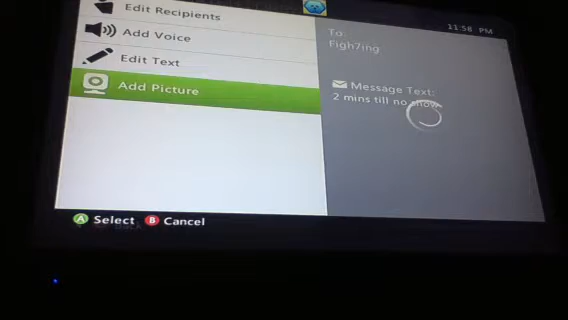 Edit Recipients
Add Voice
Edit Text
Add Picture
11:58 PM
To:
Figh7ing
Message Text:
2 mins till no show
A Select B Cancel